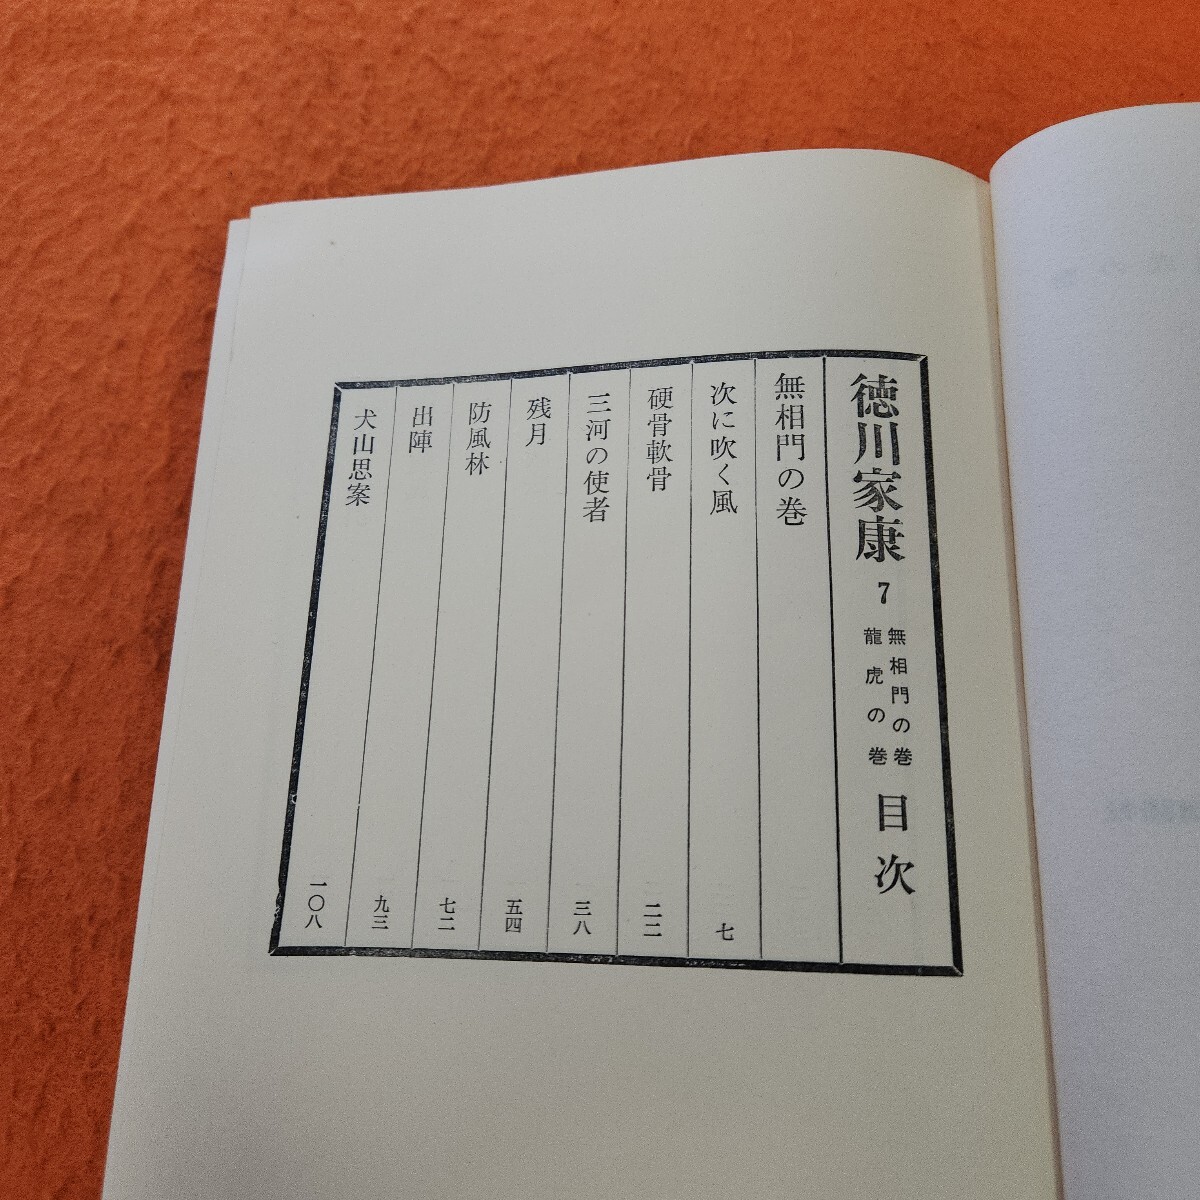 徳川家康 7 無相門の巻 龍虎の巻 目次
無相門の巻
次に吹く風 七
硬骨軟骨 二二
三河の使者 三八
残月 五四
防風林 七二
出陣 九三
犬山思案 一〇八